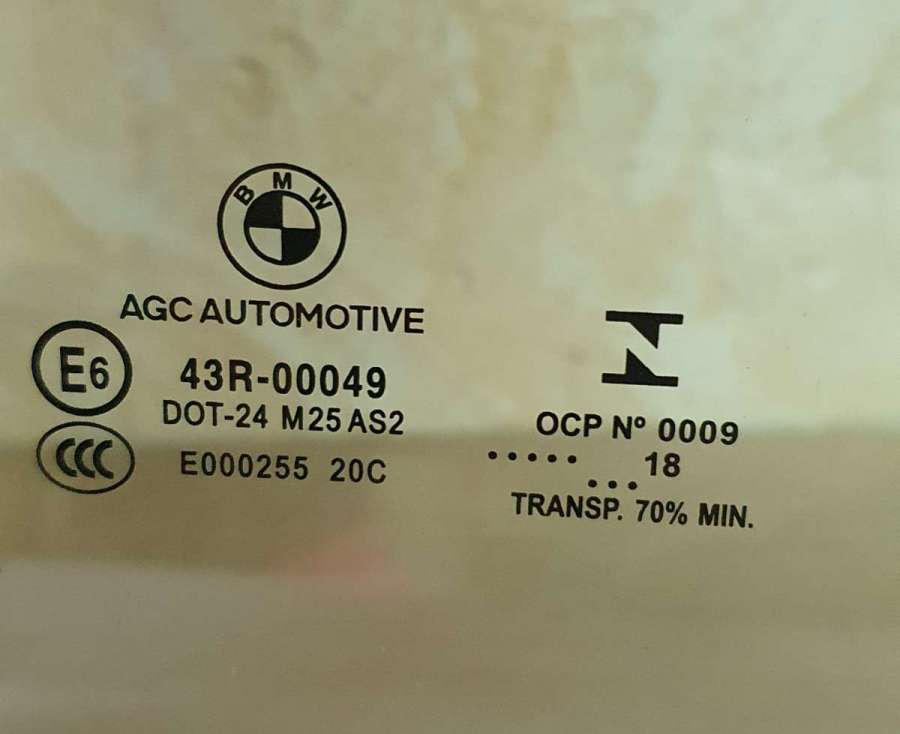 BMW
AGC AUTOMOTIVE
E6
43R-00049
DOT-24 M25 AS2
CCC
E000255 20C
OCP Nº 0009
..... 18
...
TRANSP. 70% MIN.